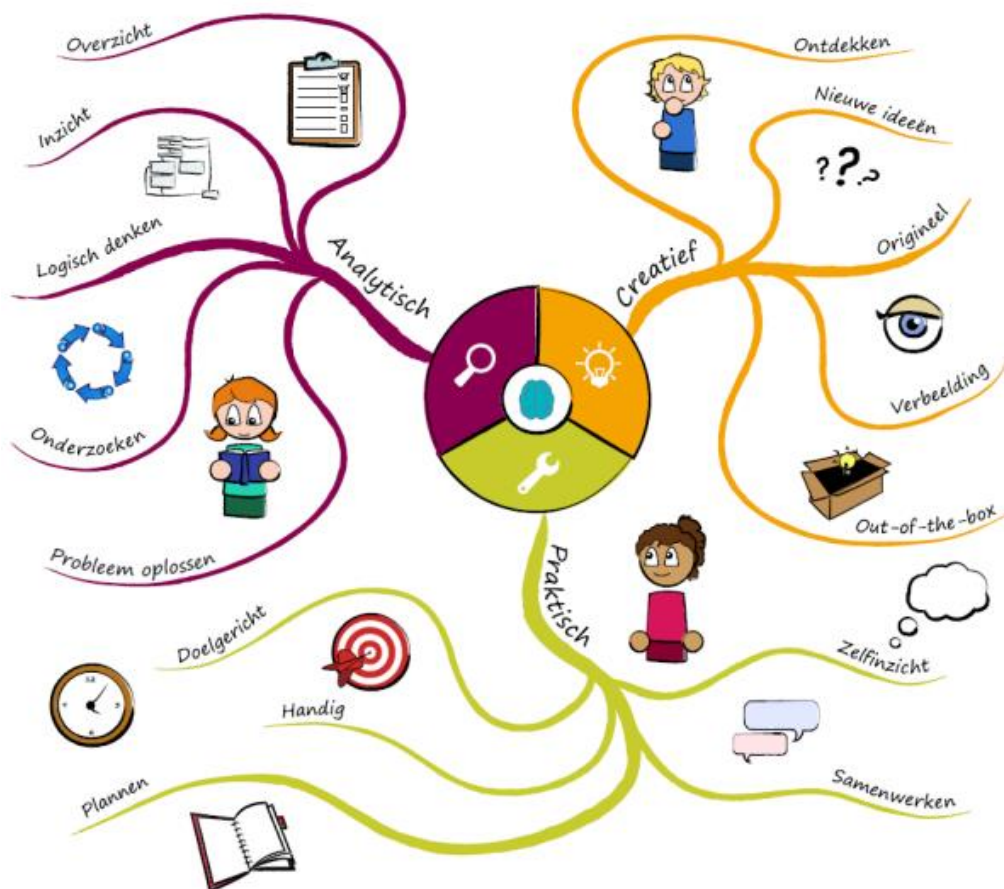 Overzicht
Inzicht
Logisch denken
Onderzoeken
Probleem oplossen
Analytisch
Creatief
Ontdekken
Nieuwe ideeën
???.?
Origineel
Verbeelding
Out-of-the-box
Praktisch
Doelgericht
Handig
Plannen
Zelfinzicht
Samenwerken